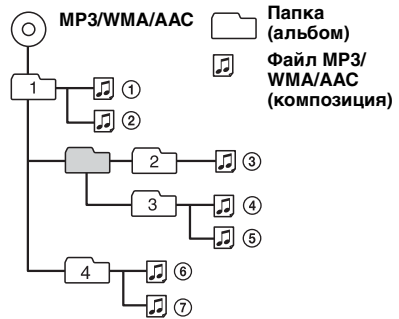 MP3/WMA/AAC
Папка
(альбом)
Файл MP3/
WMA/AAC
(композиция)
1
①
②
2
③
3
④
⑤
4
⑥
⑦